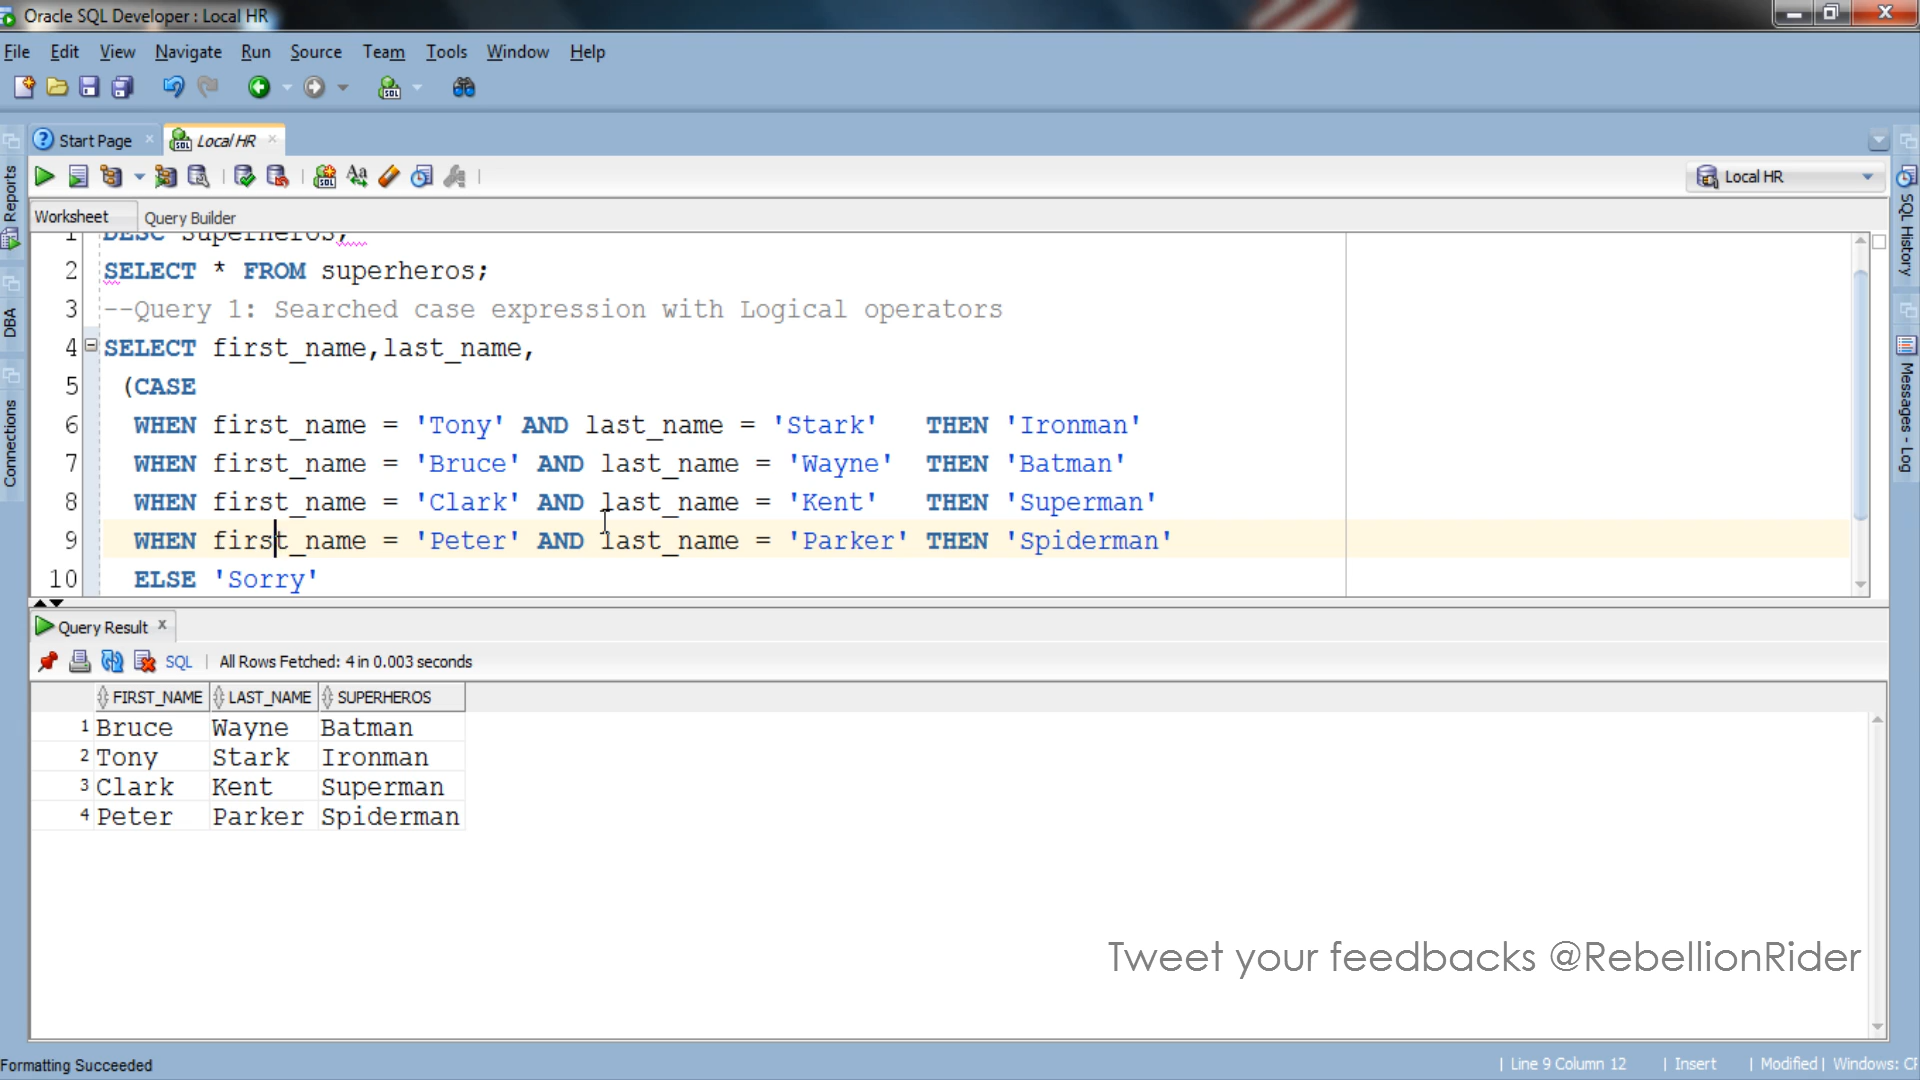 Oracle SQL Developer : Local HR
File Edit View Navigate Run Source Team Tools Window Help
Start Page Local HR
Local HR
Worksheet Query Builder
1 DESC superheros;
2 SELECT * FROM superheros;
3 --Query 1: Searched case expression with Logical operators
4 SELECT first_name,last_name,
5 (CASE
6 WHEN first_name = 'Tony' AND last_name = 'Stark' THEN 'Ironman'
7 WHEN first_name = 'Bruce' AND last_name = 'Wayne' THEN 'Batman'
8 WHEN first_name = 'Clark' AND last_name = 'Kent' THEN 'Superman'
9 WHEN first_name = 'Peter' AND last_name = 'Parker' THEN 'Spiderman'
10 ELSE 'Sorry'
Reports
DBA
Connections
SQL History
Messages - Log
Query Result
SQL All Rows Fetched: 4 in 0.003 seconds
FIRST_NAME LAST_NAME SUPERHEROS
1 Bruce Wayne Batman
2 Tony Stark Ironman
3 Clark Kent Superman
4 Peter Parker Spiderman
Tweet your feedbacks @RebellionRider
Formatting Succeeded
Line 9 Column 12 Insert Modified Windows: